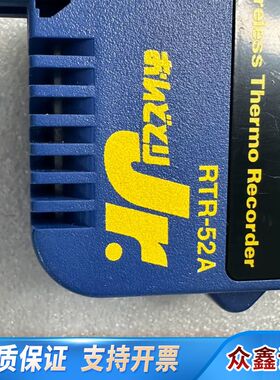 おんどとり
Jr.
RTR-52A
ireless Thermo Recorder
质保证 支持开票
众鑫